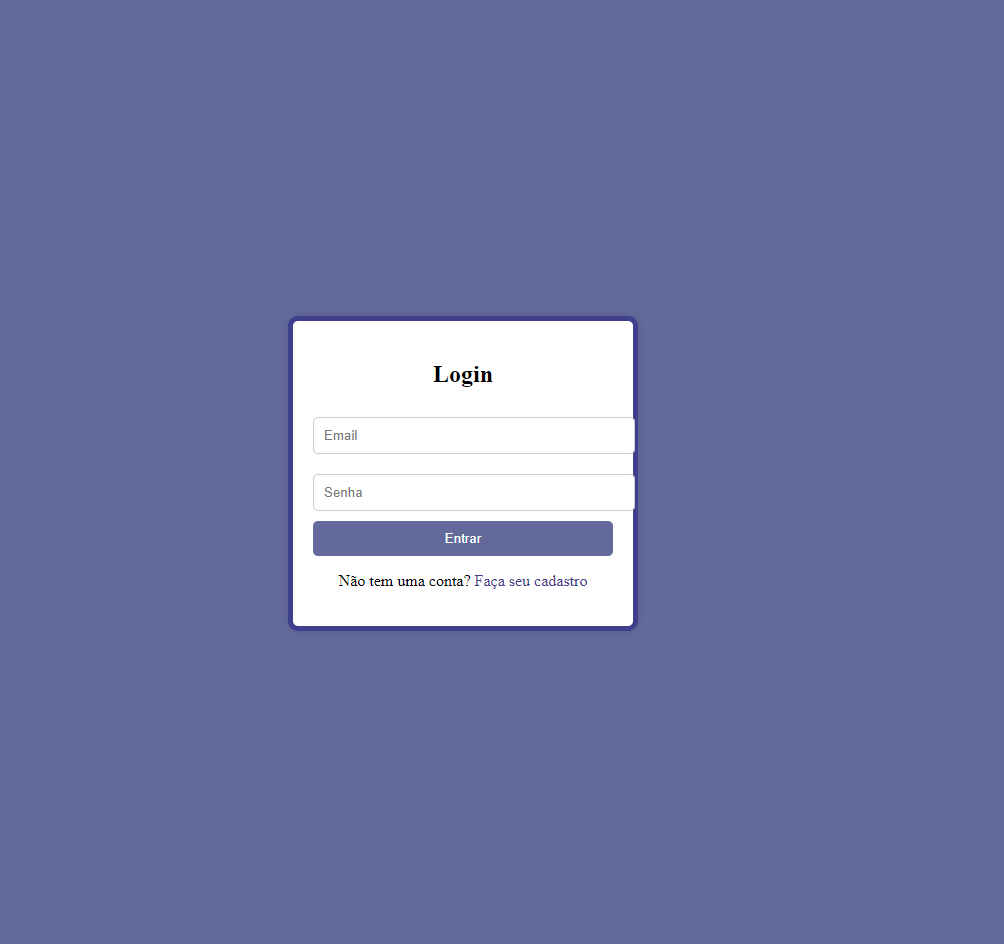 Login
Email
Senha
Entrar
Não tem uma conta? Faça seu cadastro